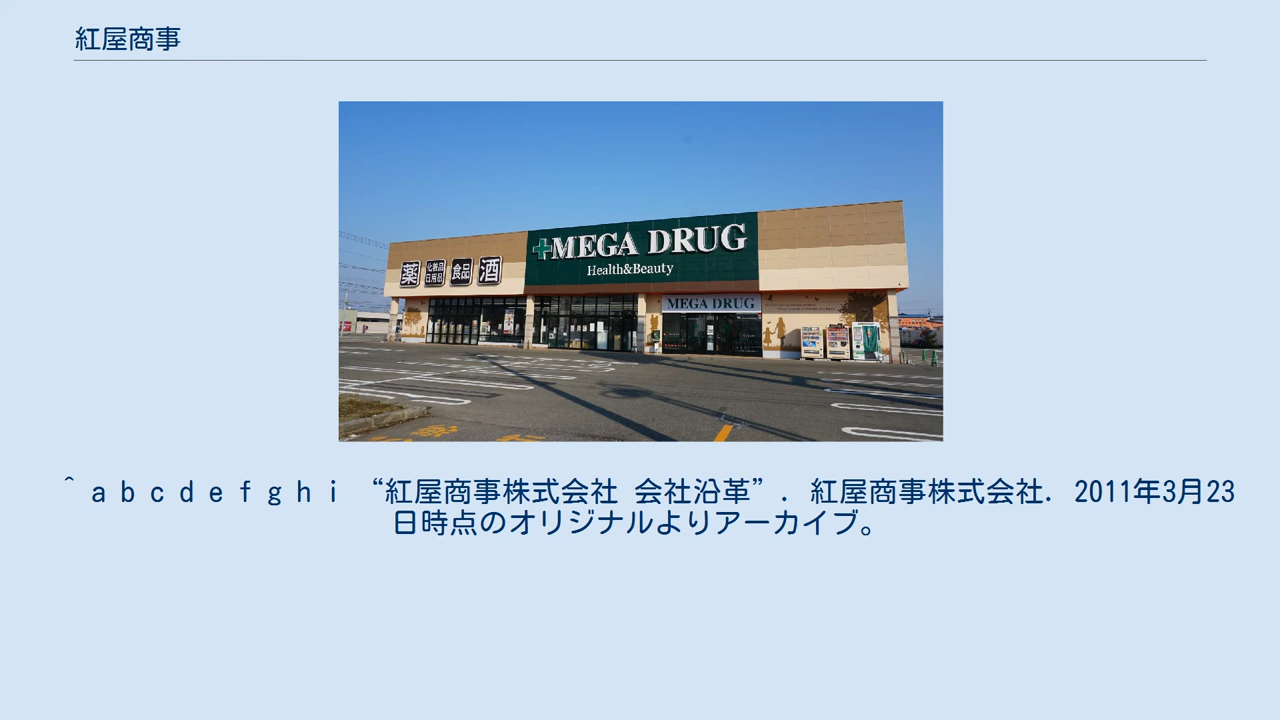 紅屋商事
MEGA DRUG
Health&Beauty
薬 化粧品 日用品 食品 酒
MEGA DRUG
^ a b c d e f g h i “紅屋商事株式会社 会社沿革”. 紅屋商事株式会社. 2011年3月23
日時点のオリジナルよりアーカイブ。